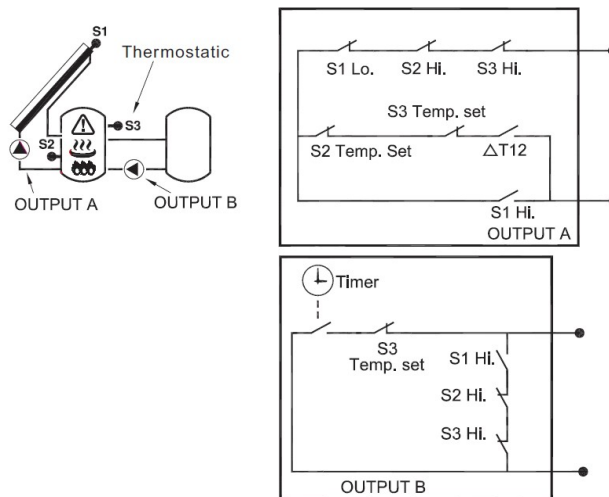 S1
Thermostatic
S3
S2
OUTPUT A
OUTPUT B
S1 Lo.
S2 Hi.
S3 Hi.
S3 Temp. set
S2 Temp. Set
△T12
S1 Hi.
OUTPUT A
Timer
S3
Temp. set
S1 Hi.
S2 Hi.
S3 Hi.
OUTPUT B